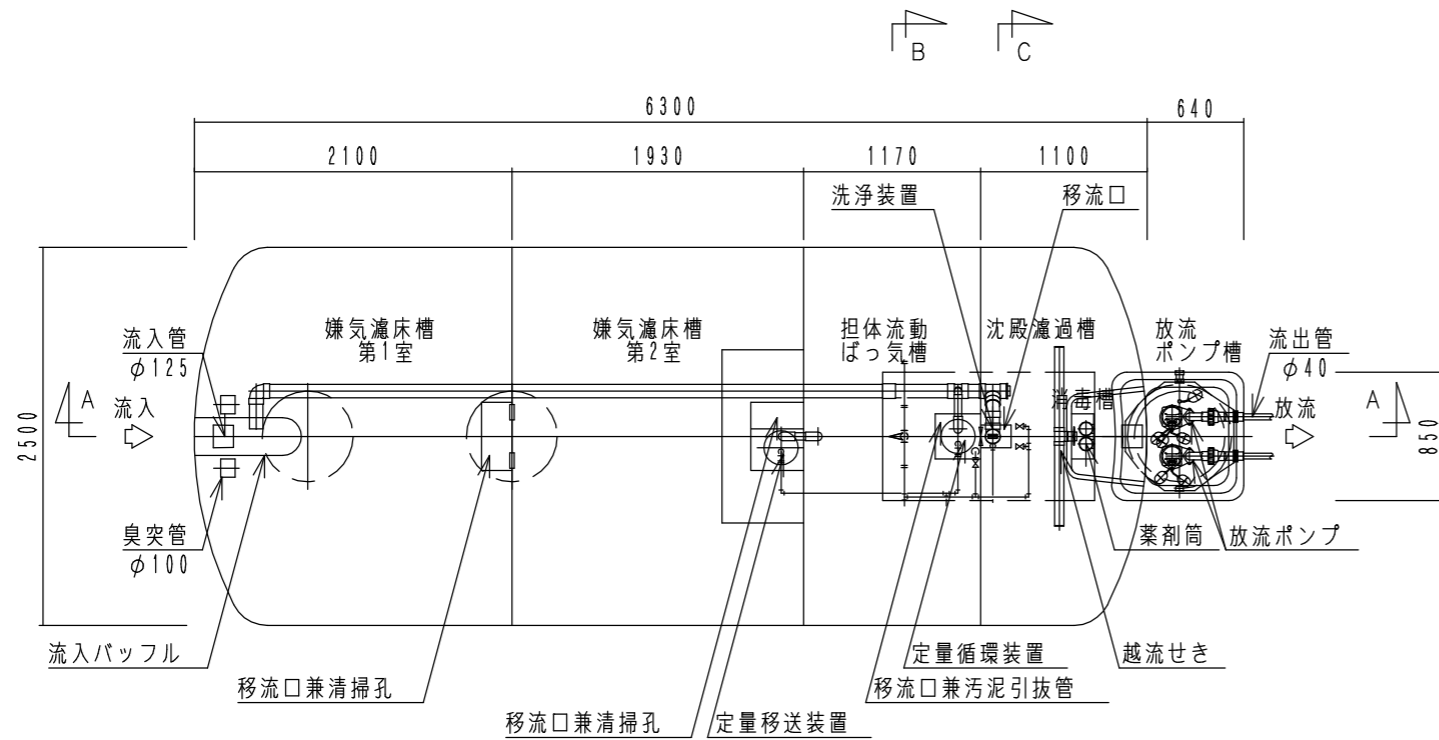 B
C
6300
640
2100
1930
1170
1100
洗浄装置
移流口
嫌気濾床槽
第1室
嫌気濾床槽
第2室
担体流動
ばっ気槽
沈殿濾過槽
放流
ポンプ槽
流入管
φ125
流出管
φ40
A
流入
消毒槽
放流
A
2500
850
臭突管
φ100
薬剤筒
放流ポンプ
流入バッフル
定量循環装置
越流せき
移流口兼清掃孔
移流口兼汚泥引抜管
移流口兼清掃孔
定量移送装置